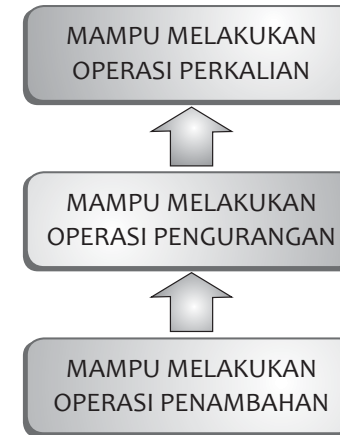 MAMPU MELAKUKAN
OPERASI PERKALIAN
MAMPU MELAKUKAN
OPERASI PENGURANGAN
MAMPU MELAKUKAN
OPERASI PENAMBAHAN